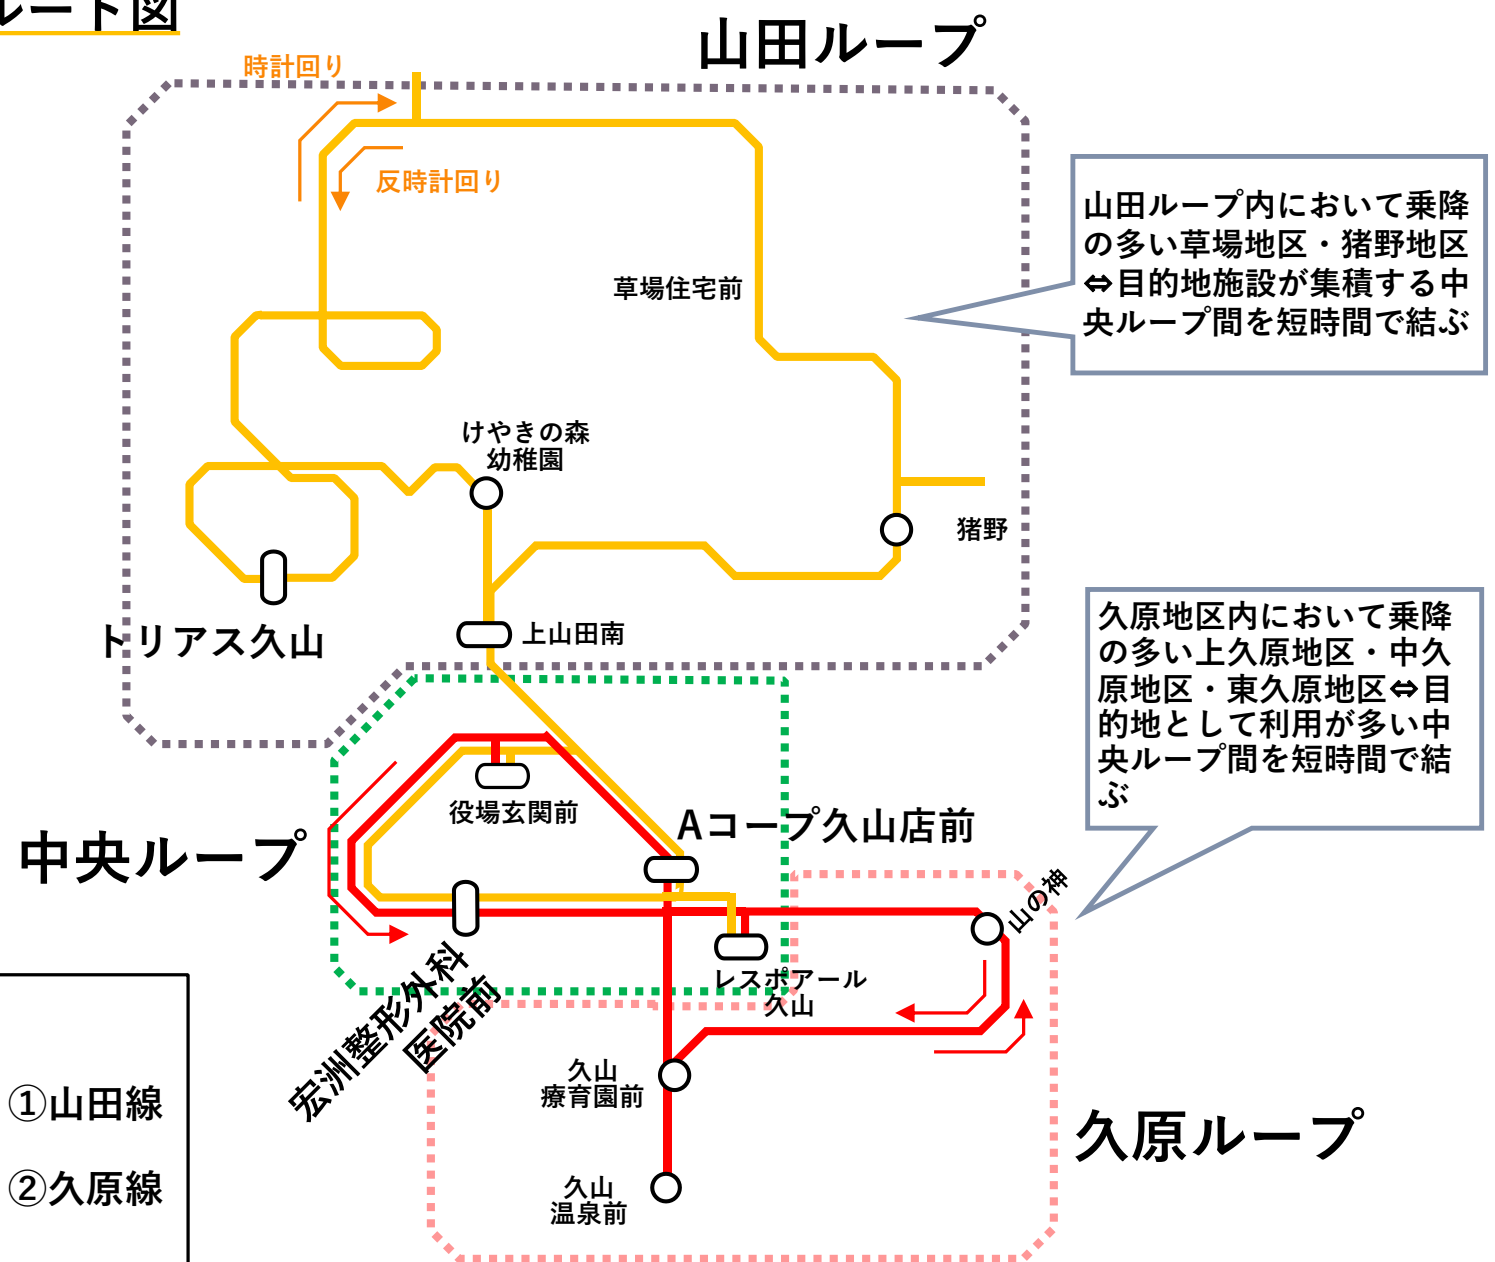 ルート図
山田ループ
時計回り
反時計回り
山田ループ内において乗降
の多い草場地区・猪野地区
⇔目的地施設が集積する中
央ループ間を短時間で結ぶ
草場住宅前
けやきの森
幼稚園
猪野
トリアス久山
上山田南
久原地区内において乗降
の多い上久原地区・中久
原地区・東久原地区⇔目
的地として利用が多い中
央ループ間を短時間で結
ぶ
役場玄関前
Aコープ久山店前
中央ループ
山の神
レスポアール
久山
宏洲整形外科
医院前
久山
療育園前
①山田線
久原ループ
②久原線
久山
温泉前